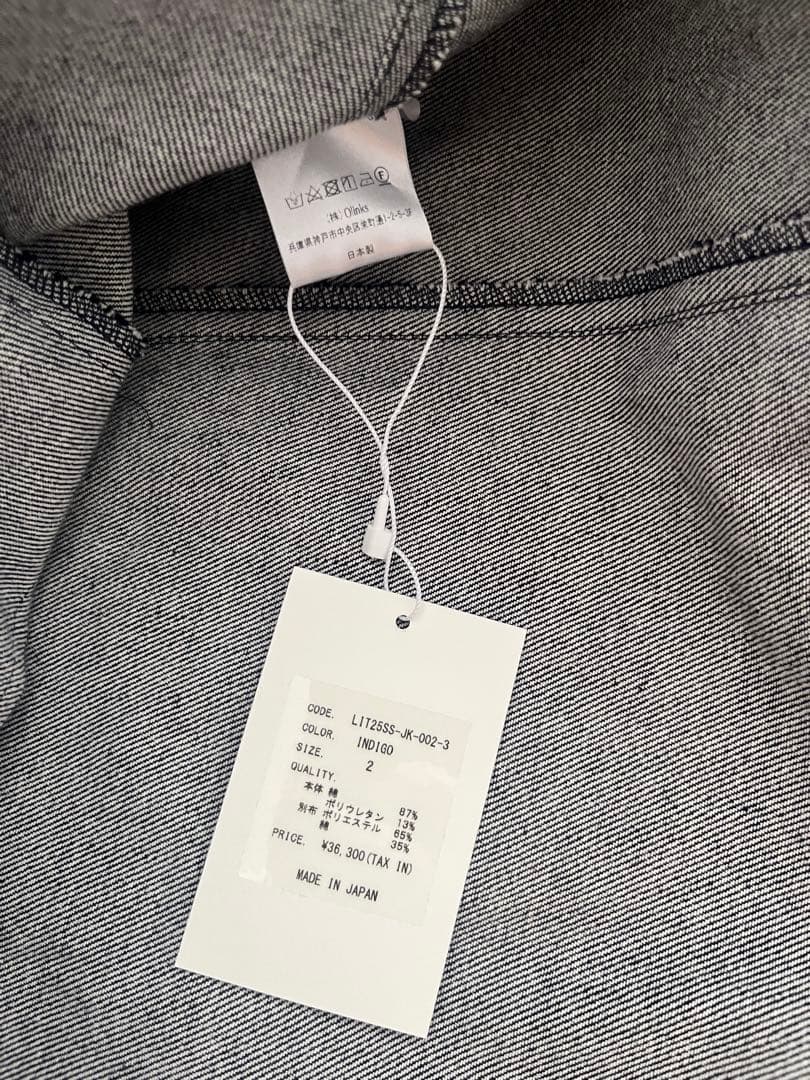 (株) Olinks
兵庫県神戸市中央区栄町通1-2-5-3F
日本製
CODE. LIT25SS-JK-002-3
COLOR. INDIGO
SIZE. 2
QUALITY.
本体 綿 87%
ポリウレタン 13%
別布 ポリエステル 65%
綿 35%
PRICE. ¥36,300(TAX IN)
MADE IN JAPAN